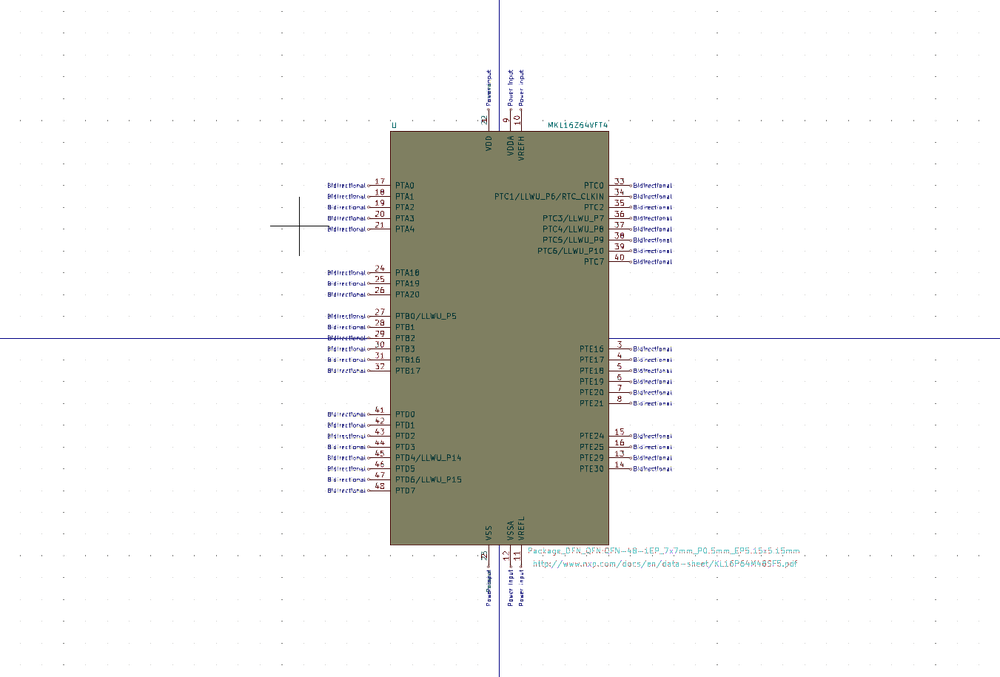 Power Input Power Input
9 10
U MKL16Z64VFT4
VDD VDDA VREFH
Bidirectional 17 PTA0 PTC0 33 Bidirectional
Bidirectional 18 PTA1 PTC1/LLWU_P6/RTC_CLKIN 34 Bidirectional
Bidirectional 19 PTA2 PTC2 35 Bidirectional
Bidirectional 20 PTA3 PTC3/LLWU_P7 36 Bidirectional
Bidirectional 21 PTA4 PTC4/LLWU_P8 37 Bidirectional
PTC5/LLWU_P9 38 Bidirectional
PTC6/LLWU_P10 39 Bidirectional
PTC7 40 Bidirectional
Bidirectional 24 PTA18
Bidirectional 25 PTA19
Bidirectional 26 PTA20
Bidirectional 27 PTB0/LLWU_P5
Bidirectional 28 PTB1
Bidirectional 29 PTB2
Bidirectional 30 PTB3 PTE16 3 Bidirectional
Bidirectional 31 PTB16 PTE17 4 Bidirectional
Bidirectional 37 PTB17 PTE18 5 Bidirectional
PTE19 6 Bidirectional
PTE20 7 Bidirectional
PTE21 8 Bidirectional
Bidirectional 41 PTD0
Bidirectional 42 PTD1
Bidirectional 43 PTD2 PTE24 15 Bidirectional
Bidirectional 44 PTD3 PTE25 16 Bidirectional
Bidirectional 45 PTD4/LLWU_P14 PTE29 13 Bidirectional
Bidirectional 46 PTD5 PTE30 14 Bidirectional
Bidirectional 47 PTD6/LLWU_P15
Bidirectional 48 PTD7
VSS VSSA VREFL
12 11
Package_DFN_QFN:QFN-48-1EP_7x7mm_P0.5mm_EP5.15x5.15mm
http://www.nxp.com/docs/en/data-sheet/KL16P64M48SF5.pdf
Power Input Power Input